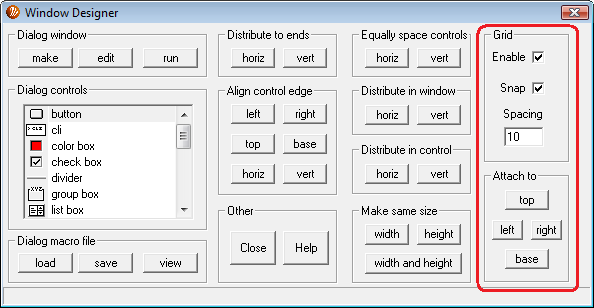 Window Designer
Dialog window
make edit run
Dialog controls
button
cli
color box
check box
divider
group box
list box
Dialog macro file
load save view
Distribute to ends
horiz vert
Align control edge
left right
top base
horiz vert
Other
Close Help
Equally space controls
horiz vert
Distribute in window
horiz vert
Distribute in control
horiz vert
Make same size
width height
width and height
Grid
Enable
Snap
Spacing
10
Attach to
top
left right
base